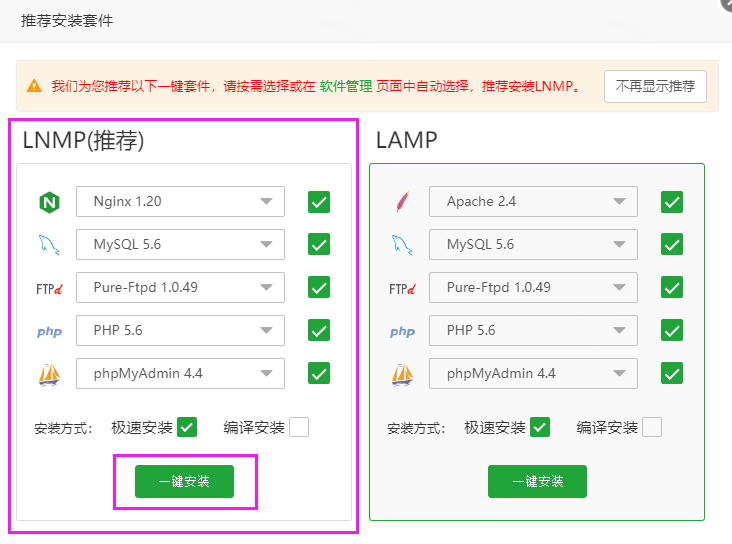 推荐安装套件
我们为您推荐以下一键套件，请按需选择或在 软件管理 页面中自动选择，推荐安装LNMP。
不再显示推荐
LNMP(推荐)
Nginx 1.20
MySQL 5.6
FTPd
Pure-Ftpd 1.0.49
php
PHP 5.6
phpMyAdmin 4.4
安装方式： 极速安装 编译安装
一键安装
LAMP
Apache 2.4
MySQL 5.6
FTPd
Pure-Ftpd 1.0.49
php
PHP 5.6
phpMyAdmin 4.4
安装方式： 极速安装 编译安装
一键安装